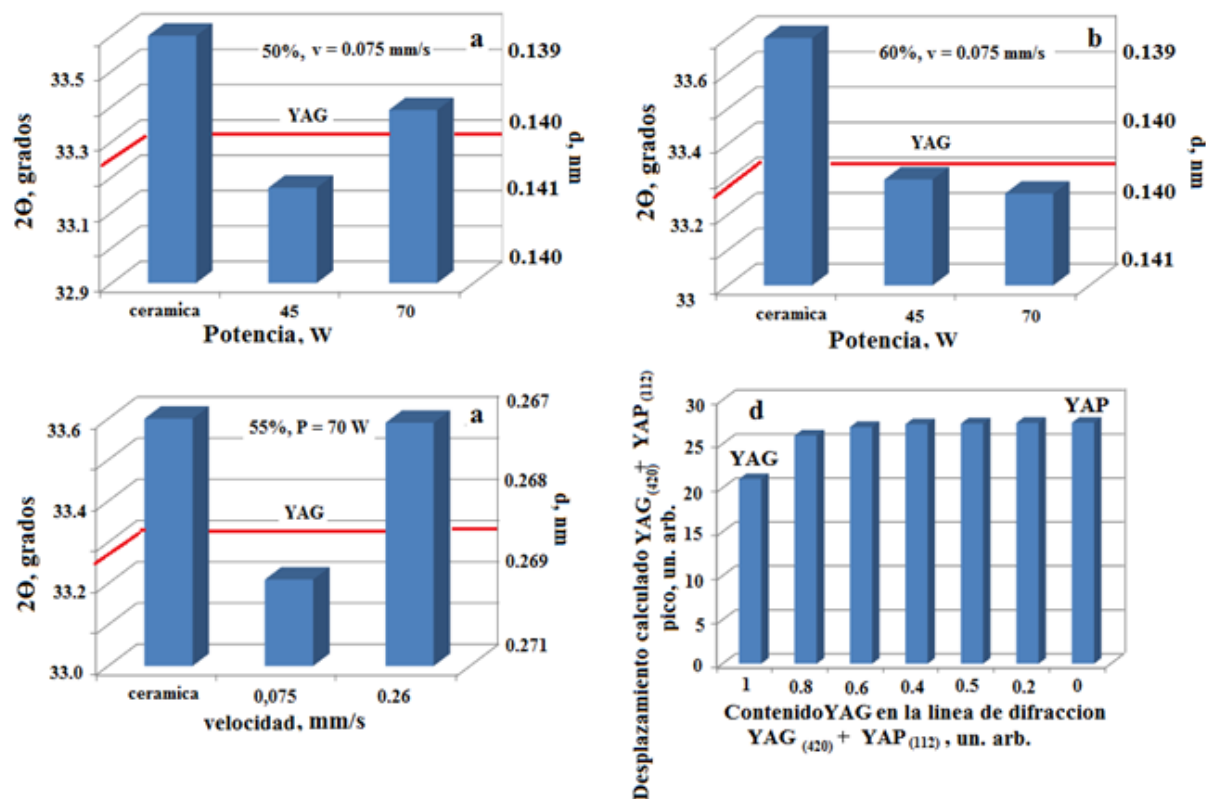 a
50%, v = 0.075 mm/s
YAG
2Θ, grados
33.5
33.3
33.1
32.9
0.139
0.140
0.141
0.140
d, nm
ceramica 45 70
Potencia, W
b
60%, v = 0.075 mm/s
YAG
2Θ, grados
33.6
33.4
33.2
33
0.139
0.140
0.140
0.141
d, nm
ceramica 45 70
Potencia, W
a
55%, P = 70 W
YAG
2Θ, grados
33.6
33.4
33.2
33.0
0.267
0.268
0.269
0.271
d, nm
ceramica 0,075 0.26
velocidad, mm/s
d
YAG
YAP
Desplazamiento calculado YAG(420)+ YAP(112)
pico, un. arb.
30
25
20
15
10
5
0
1 0.8 0.6 0.4 0.5 0.2 0
ContenidoYAG en la linea de difraccion
YAG (420) + YAP(112) , un. arb.